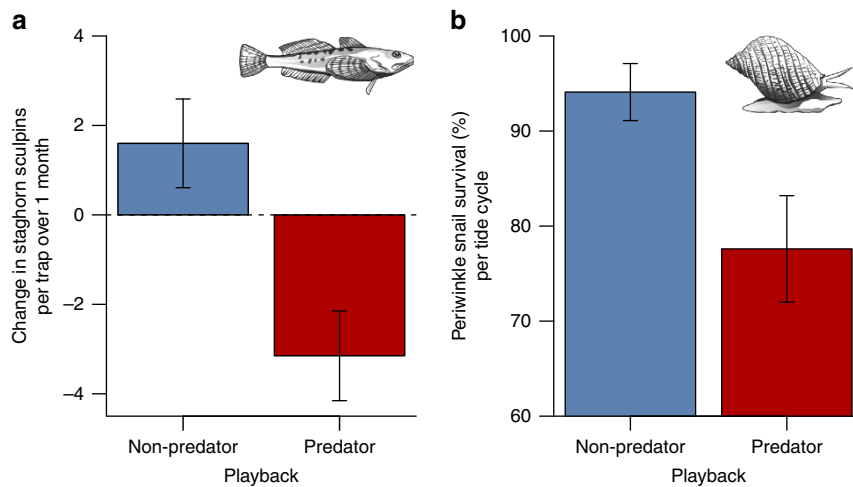 a
Change in staghorn sculpins
per trap over 1 month
4
2
0
–2
–4
Non-predator
Predator
Playback
b
Periwinkle snail survival (%)
per tide cycle
100
90
80
70
60
Non-predator
Predator
Playback